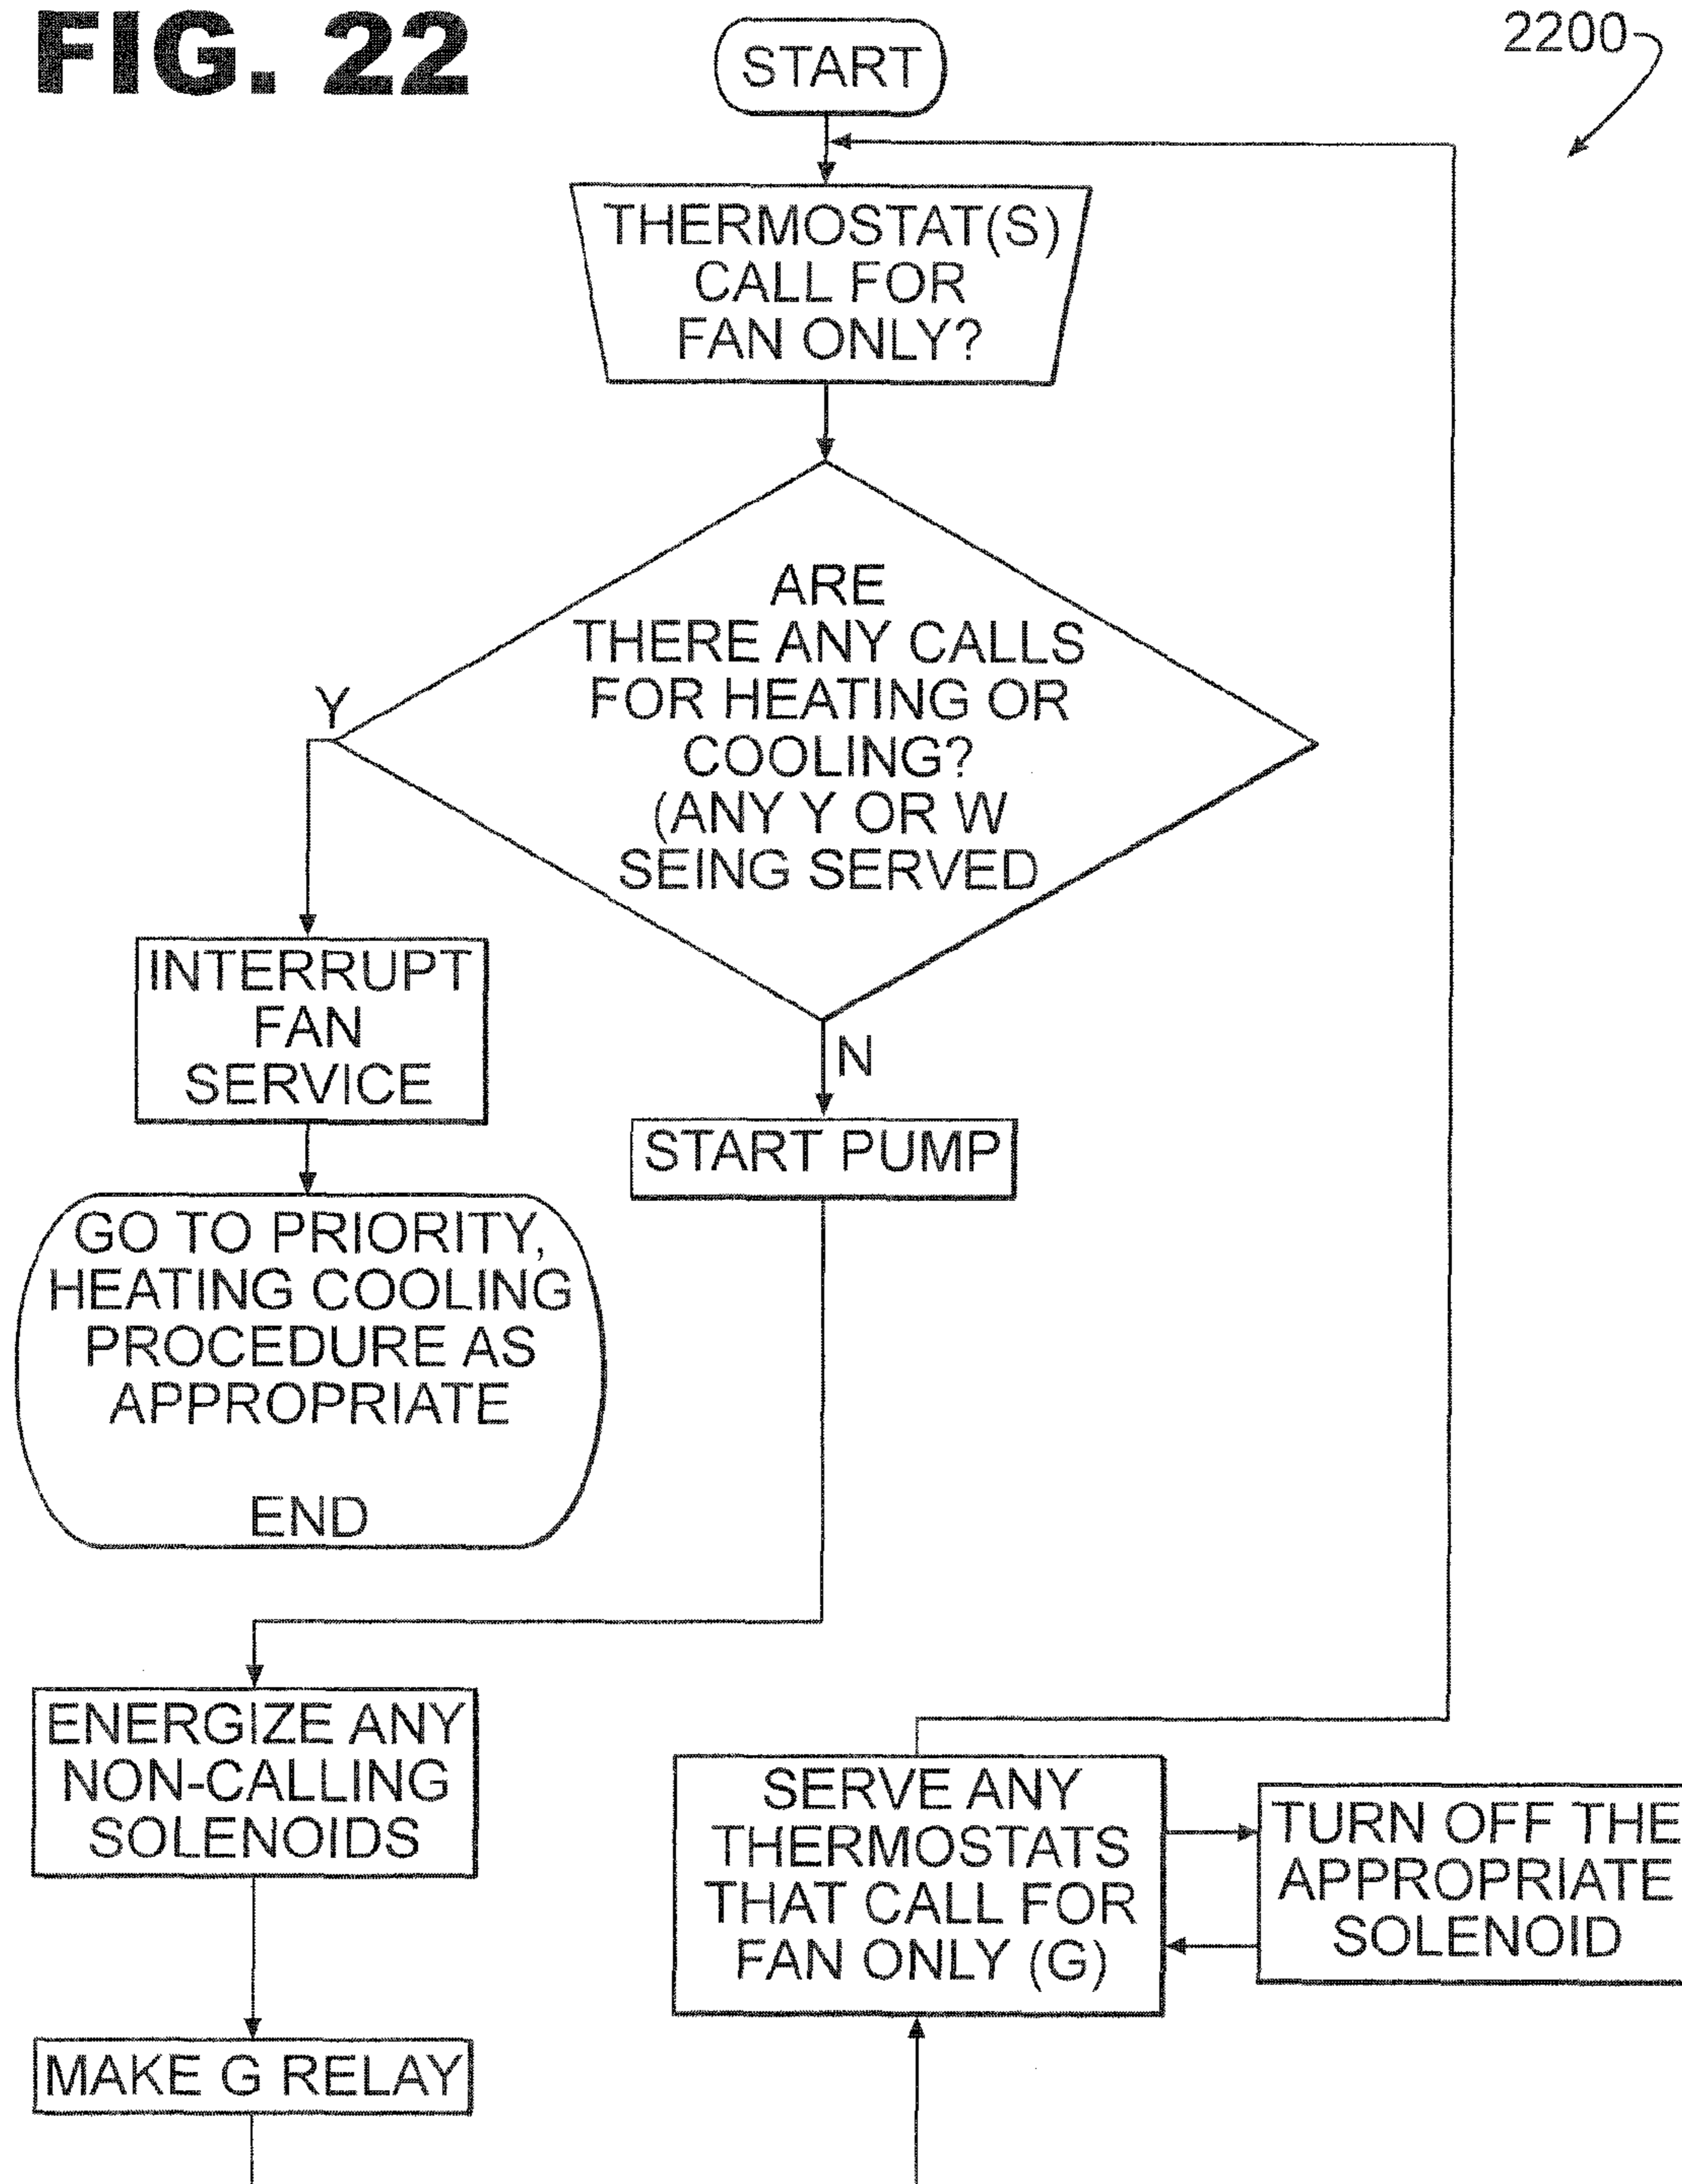 FIG. 22
START
2200
THERMOSTAT(S)
CALL FOR
FAN ONLY?
ARE
THERE ANY CALLS
FOR HEATING OR
COOLING?
(ANY Y OR W
SEING SERVED
Y
N
INTERRUPT
FAN
SERVICE
START PUMP
GO TO PRIORITY,
HEATING COOLING
PROCEDURE AS
APPROPRIATE
END
ENERGIZE ANY
NON-CALLING
SOLENOIDS
MAKE G RELAY
SERVE ANY
THERMOSTATS
THAT CALL FOR
FAN ONLY (G)
TURN OFF THE
APPROPRIATE
SOLENOID